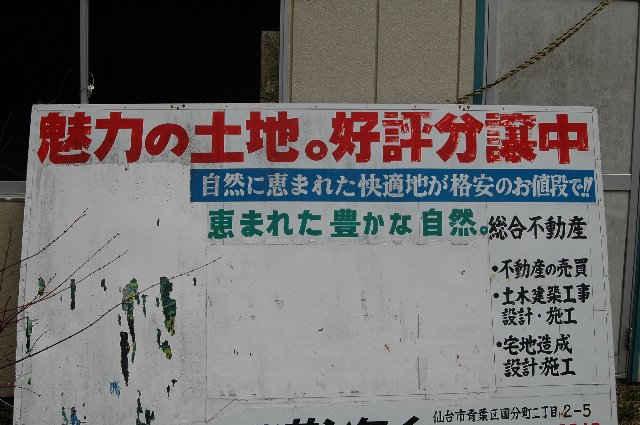 魅力の土地。好評分譲中
自然に恵まれた快適地が格安のお値段で!!
恵まれた豊かな自然。
総合不動産
・不動産の売買
・土木建築工事
設計・施工
・宅地造成
設計・施工
仙台市青葉区国分町二丁目2-5